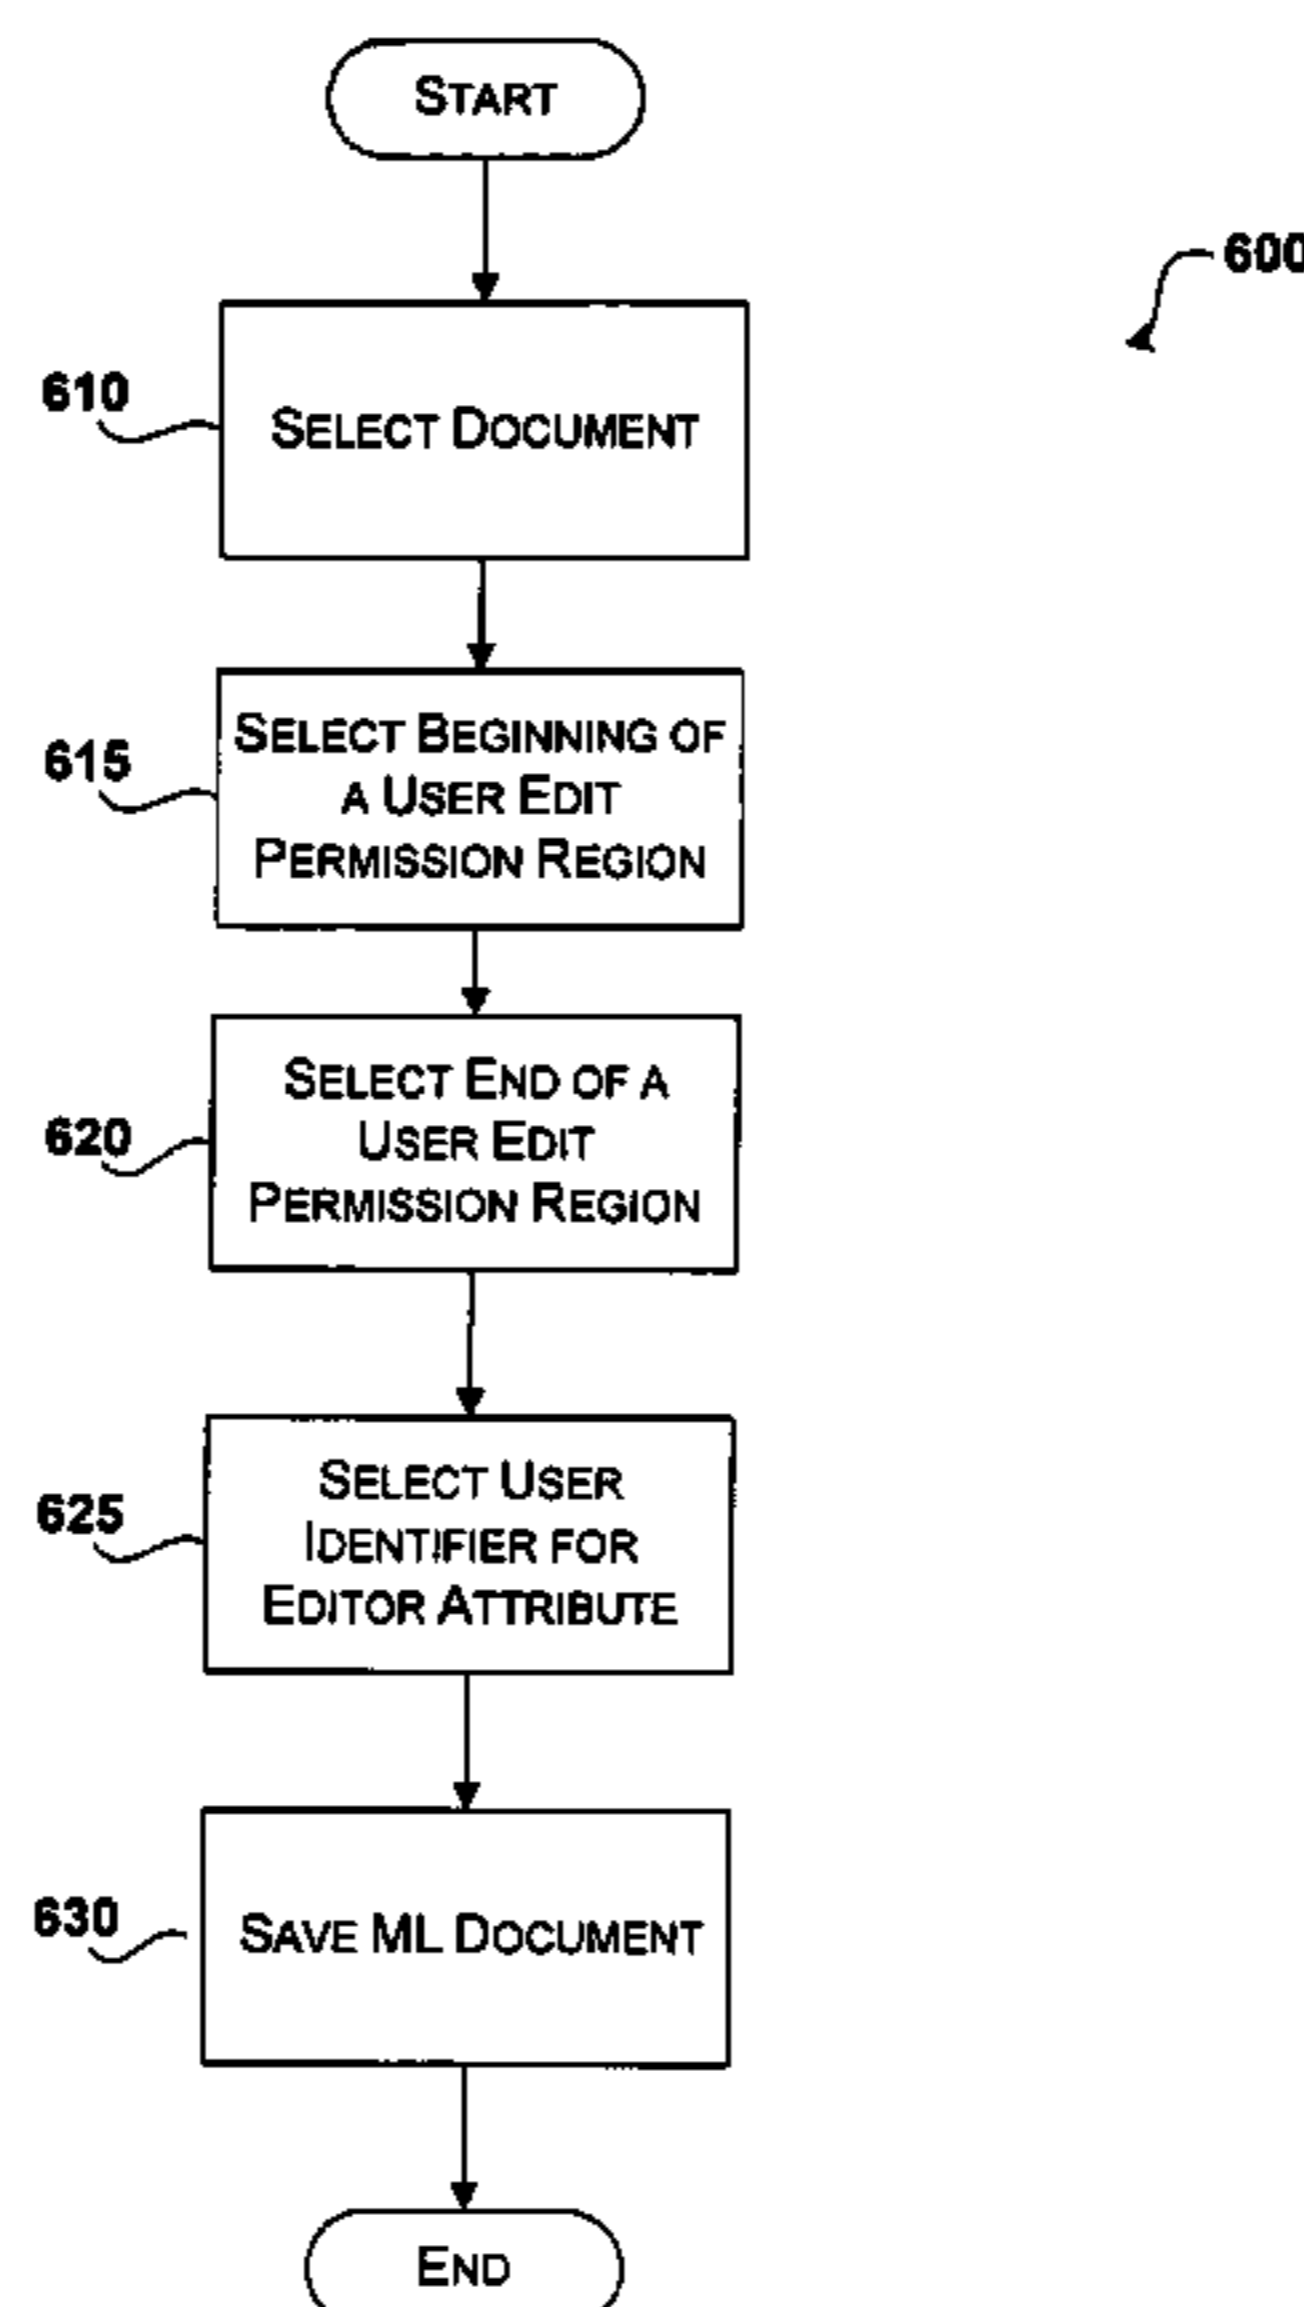 START
600
610
SELECT DOCUMENT
615
SELECT BEGINNING OF
A USER EDIT
PERMISSION REGION
620
SELECT END OF A
USER EDIT
PERMISSION REGION
625
SELECT USER
IDENTIFIER FOR
EDITOR ATTRIBUTE
630
SAVE ML DOCUMENT
END